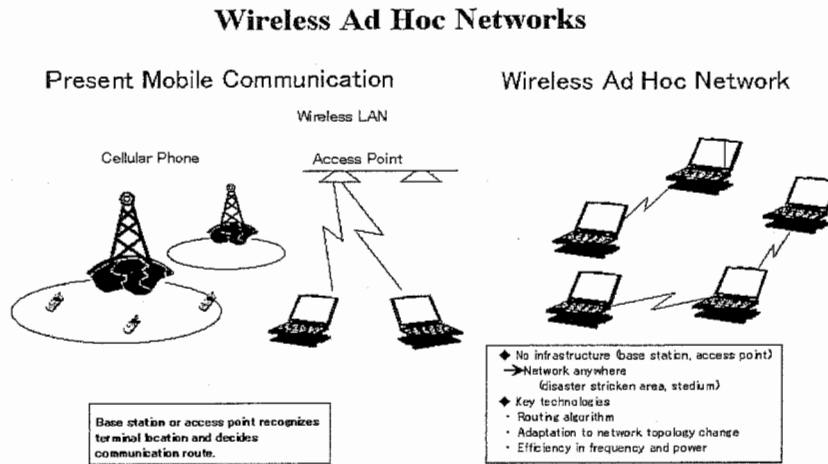 Wireless Ad Hoc Networks
Present Mobile Communication
Wireless LAN
Cellular Phone
Access Point
Base station or access point recognizes
terminal location and decides
communication route.
Wireless Ad Hoc Network
◆ No infrastructure (base station, access point)
→Network anywhere
(disaster stricken area, stedium)
◆ Key technologies
・ Routing algorithm
・ Adaptation to network topology change
・ Efficiency in frequency and power